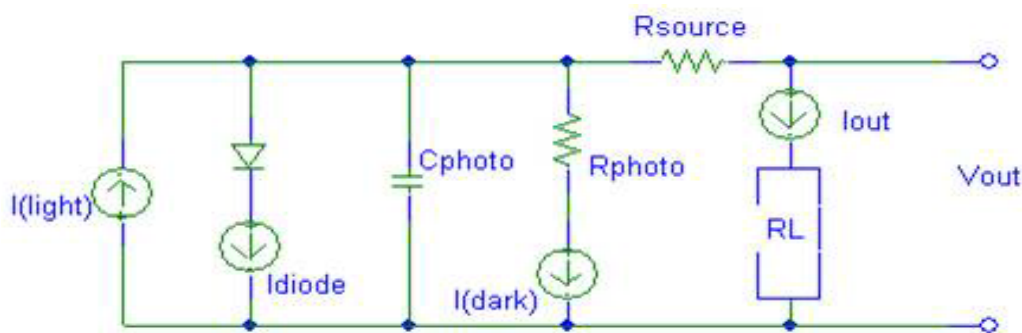 Rsource
Cphoto
Rphoto
Iout
Vout
I(light)
RL
Idiode
I(dark)